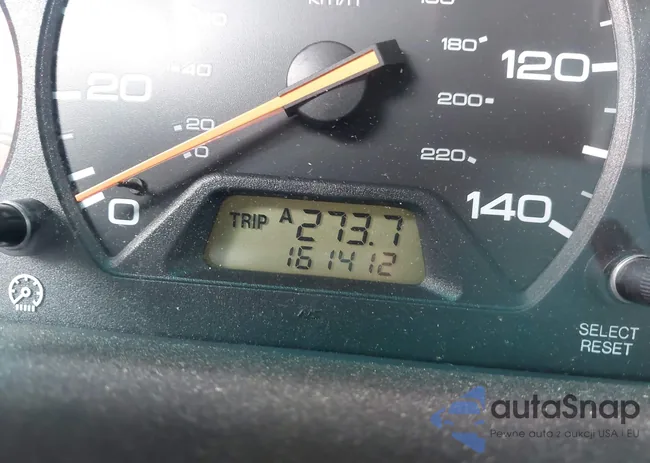 km/h
180
120
20
40
200
20
0
220
0
140
TRIP A 273.7
161412
SELECT
RESET
autaSnap
Pewne auta z aukcji USA i EU